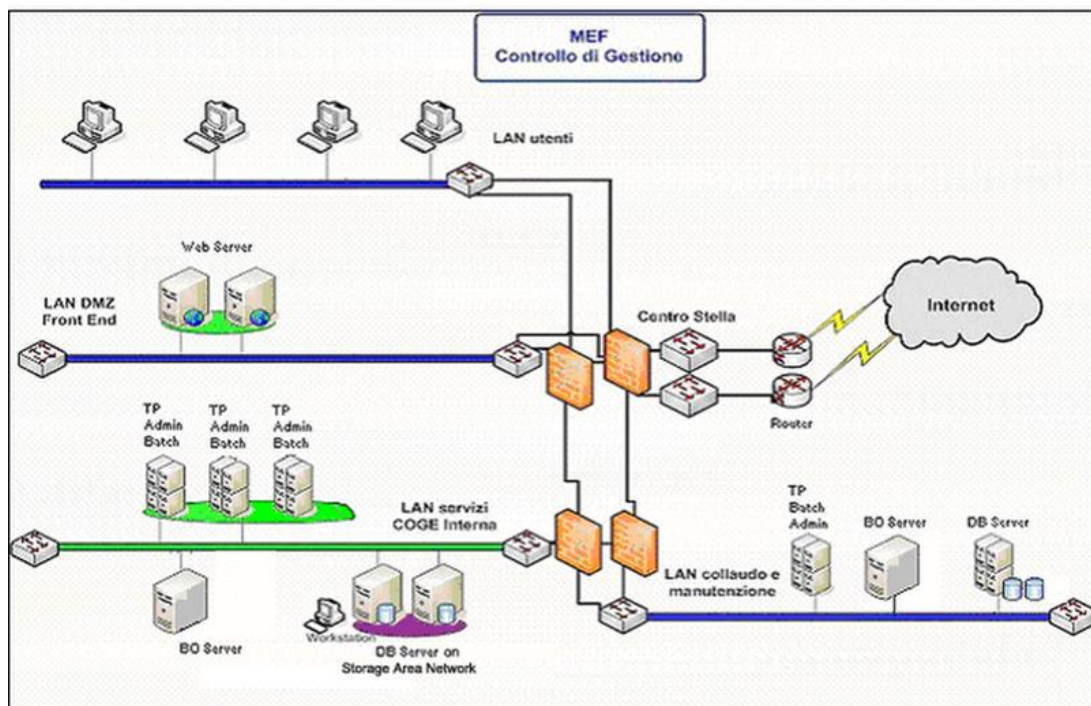 MEF
Controllo di Gestione
LAN utenti
Web Server
LAN DMZ
Front End
Centro Stella
Internet
Router
TP
Admin
Batch
TP
Admin
Batch
TP
Admin
Batch
LAN servizi
COGE Interna
TP
Batch
Admin
BO Server
DB Server
LAN collaudo e
manutenzione
BO Server
Workstation
DB Server on
Storage Area Network